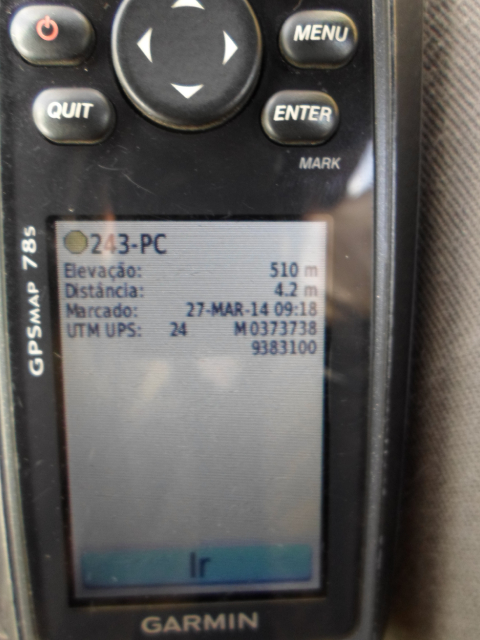 MENU
QUIT
ENTER
MARK
GPSMAP 78s
243-PC
Elevação: 510 m
Distância: 4.2 m
Marcado: 27-MAR-14 09:18
UTM UPS: 24 M 0373738
9383100
Ir
GARMIN